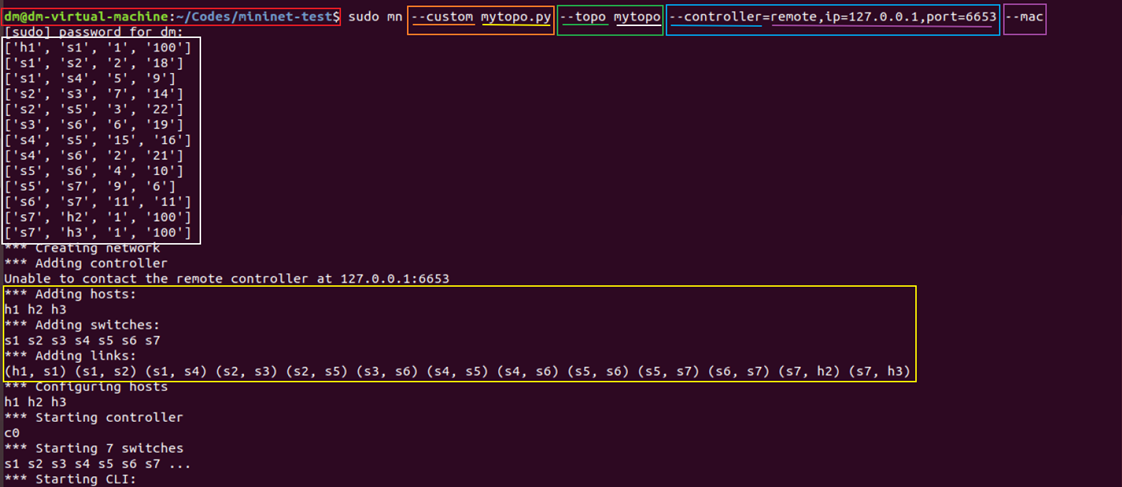 dm@dm-virtual-machine:~/Codes/mininet-test$ sudo mn --custom mytopo.py --topo mytopo --controller=remote,ip=127.0.0.1,port=6653 --mac
[sudo] password for dm:
['h1', 's1', '1', '100']
['s1', 's2', '2', '18']
['s1', 's4', '5', '9']
['s2', 's3', '7', '14']
['s2', 's5', '3', '22']
['s3', 's6', '6', '19']
['s4', 's5', '15', '16']
['s4', 's6', '2', '21']
['s5', 's6', '4', '10']
['s5', 's7', '9', '6']
['s6', 's7', '11', '11']
['s7', 'h2', '1', '100']
['s7', 'h3', '1', '100']
*** Creating network
*** Adding controller
Unable to contact the remote controller at 127.0.0.1:6653
*** Adding hosts:
h1 h2 h3
*** Adding switches:
s1 s2 s3 s4 s5 s6 s7
*** Adding links:
(h1, s1) (s1, s2) (s1, s4) (s2, s3) (s2, s5) (s3, s6) (s4, s5) (s4, s6) (s5, s6) (s5, s7) (s6, s7) (s7, h2) (s7, h3)
*** Configuring hosts
h1 h2 h3
*** Starting controller
c0
*** Starting 7 switches
s1 s2 s3 s4 s5 s6 s7 ...
*** Starting CLI: